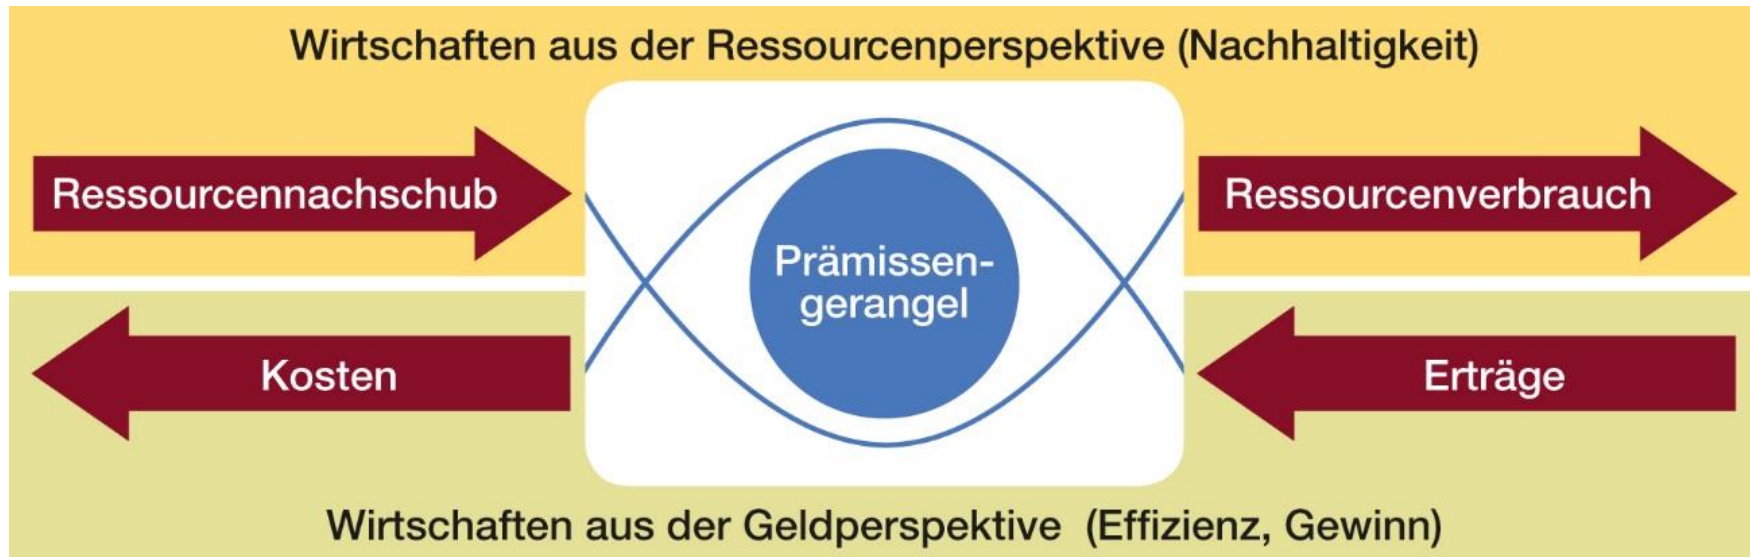 Wirtschaften aus der Ressourcenperspektive (Nachhaltigkeit)
Ressourcennachschub
Ressourcenverbrauch
Prämissen-
gerangel
Kosten
Erträge
Wirtschaften aus der Geldperspektive (Effizienz, Gewinn)